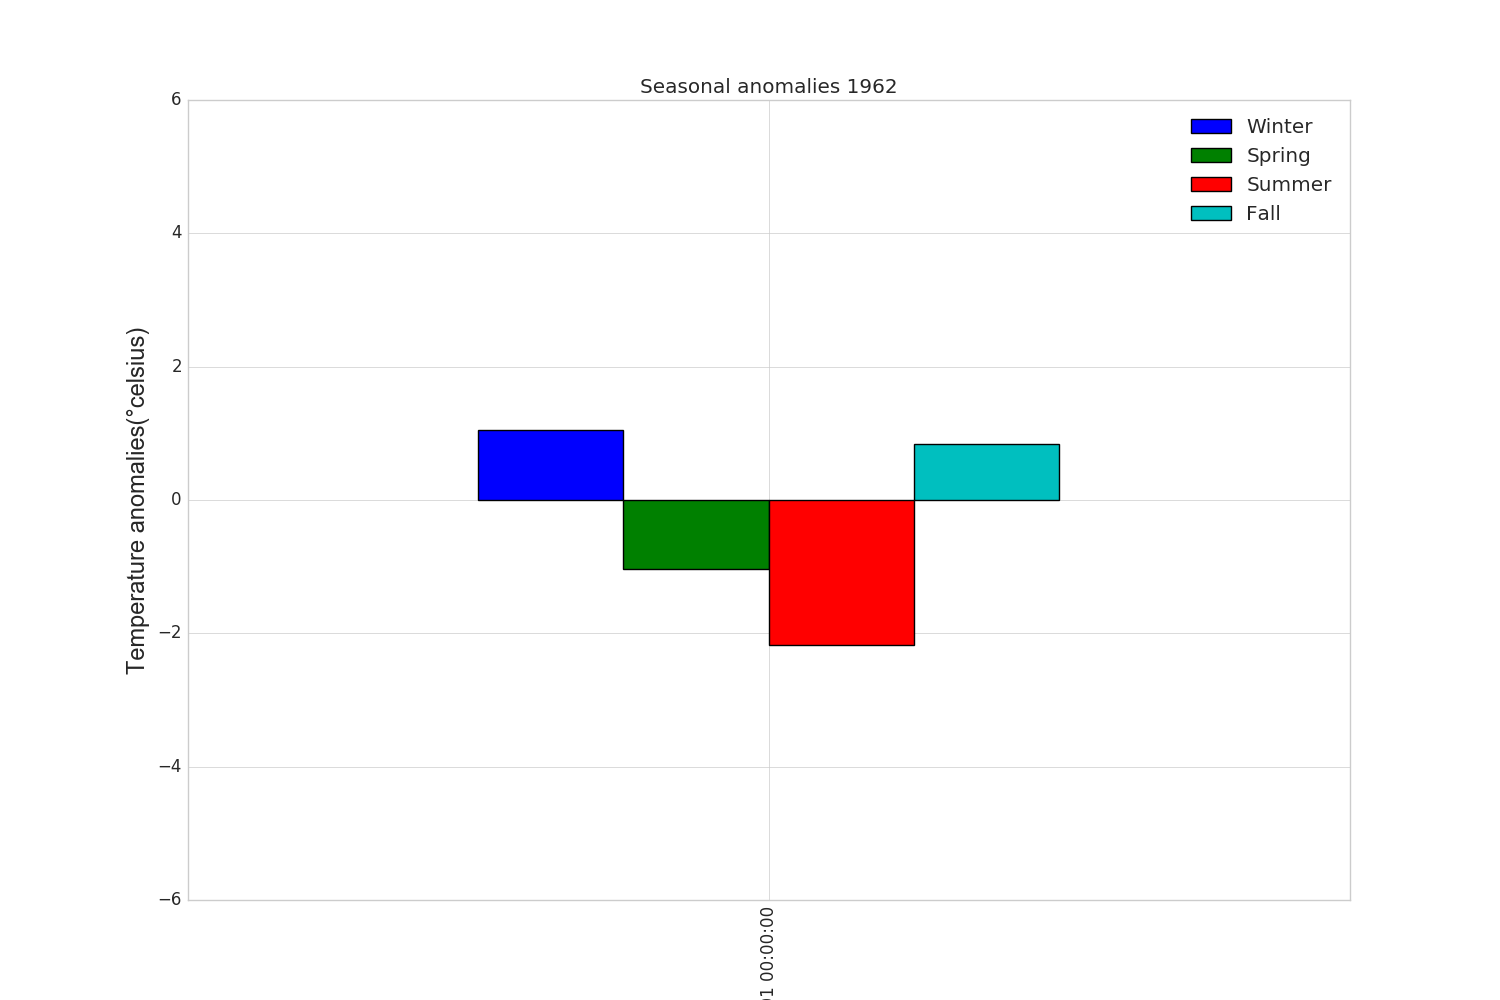 Seasonal anomalies 1962
Winter
Spring
Summer
Fall
Temperature anomalies(°celsius)
6
4
2
0
−2
−4
−6
01 00:00:00